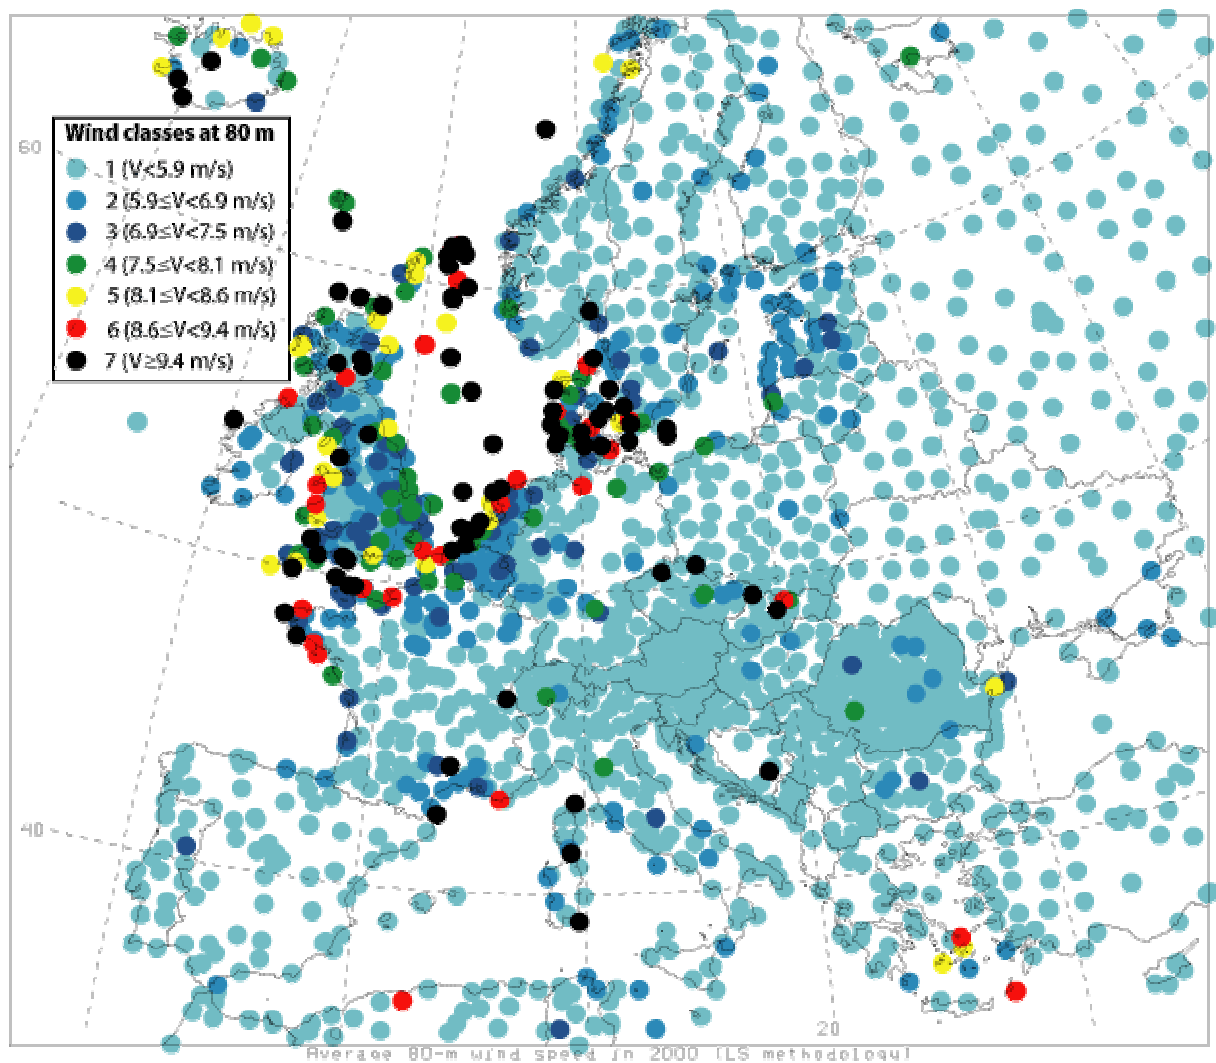 60
Wind classes at 80 m
1 (V<5.9 m/s)
2 (5.9≤V<6.9 m/s)
3 (6.9≤V<7.5 m/s)
4 (7.5≤V<8.1 m/s)
5 (8.1≤V<8.6 m/s)
6 (8.6≤V<9.4 m/s)
7 (V≥9.4 m/s)
40
20
Average 80-m wind speed in 2000 (LS methodology)